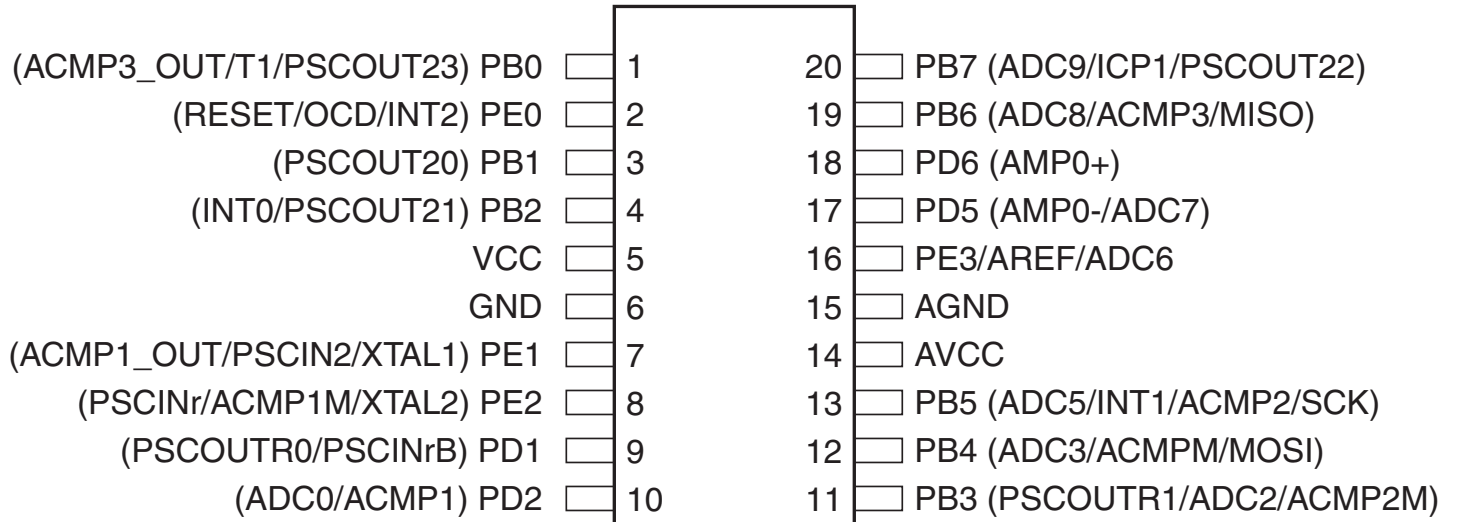 (ACMP3_OUT/T1/PSCOUT23) PB0 1 20 PB7 (ADC9/ICP1/PSCOUT22)
(RESET/OCD/INT2) PE0 2 19 PB6 (ADC8/ACMP3/MISO)
(PSCOUT20) PB1 3 18 PD6 (AMP0+)
(INT0/PSCOUT21) PB2 4 17 PD5 (AMP0-/ADC7)
VCC 5 16 PE3/AREF/ADC6
GND 6 15 AGND
(ACMP1_OUT/PSCIN2/XTAL1) PE1 7 14 AVCC
(PSCINr/ACMP1M/XTAL2) PE2 8 13 PB5 (ADC5/INT1/ACMP2/SCK)
(PSCOUTR0/PSCINrB) PD1 9 12 PB4 (ADC3/ACMPM/MOSI)
(ADC0/ACMP1) PD2 10 11 PB3 (PSCOUTR1/ADC2/ACMP2M)